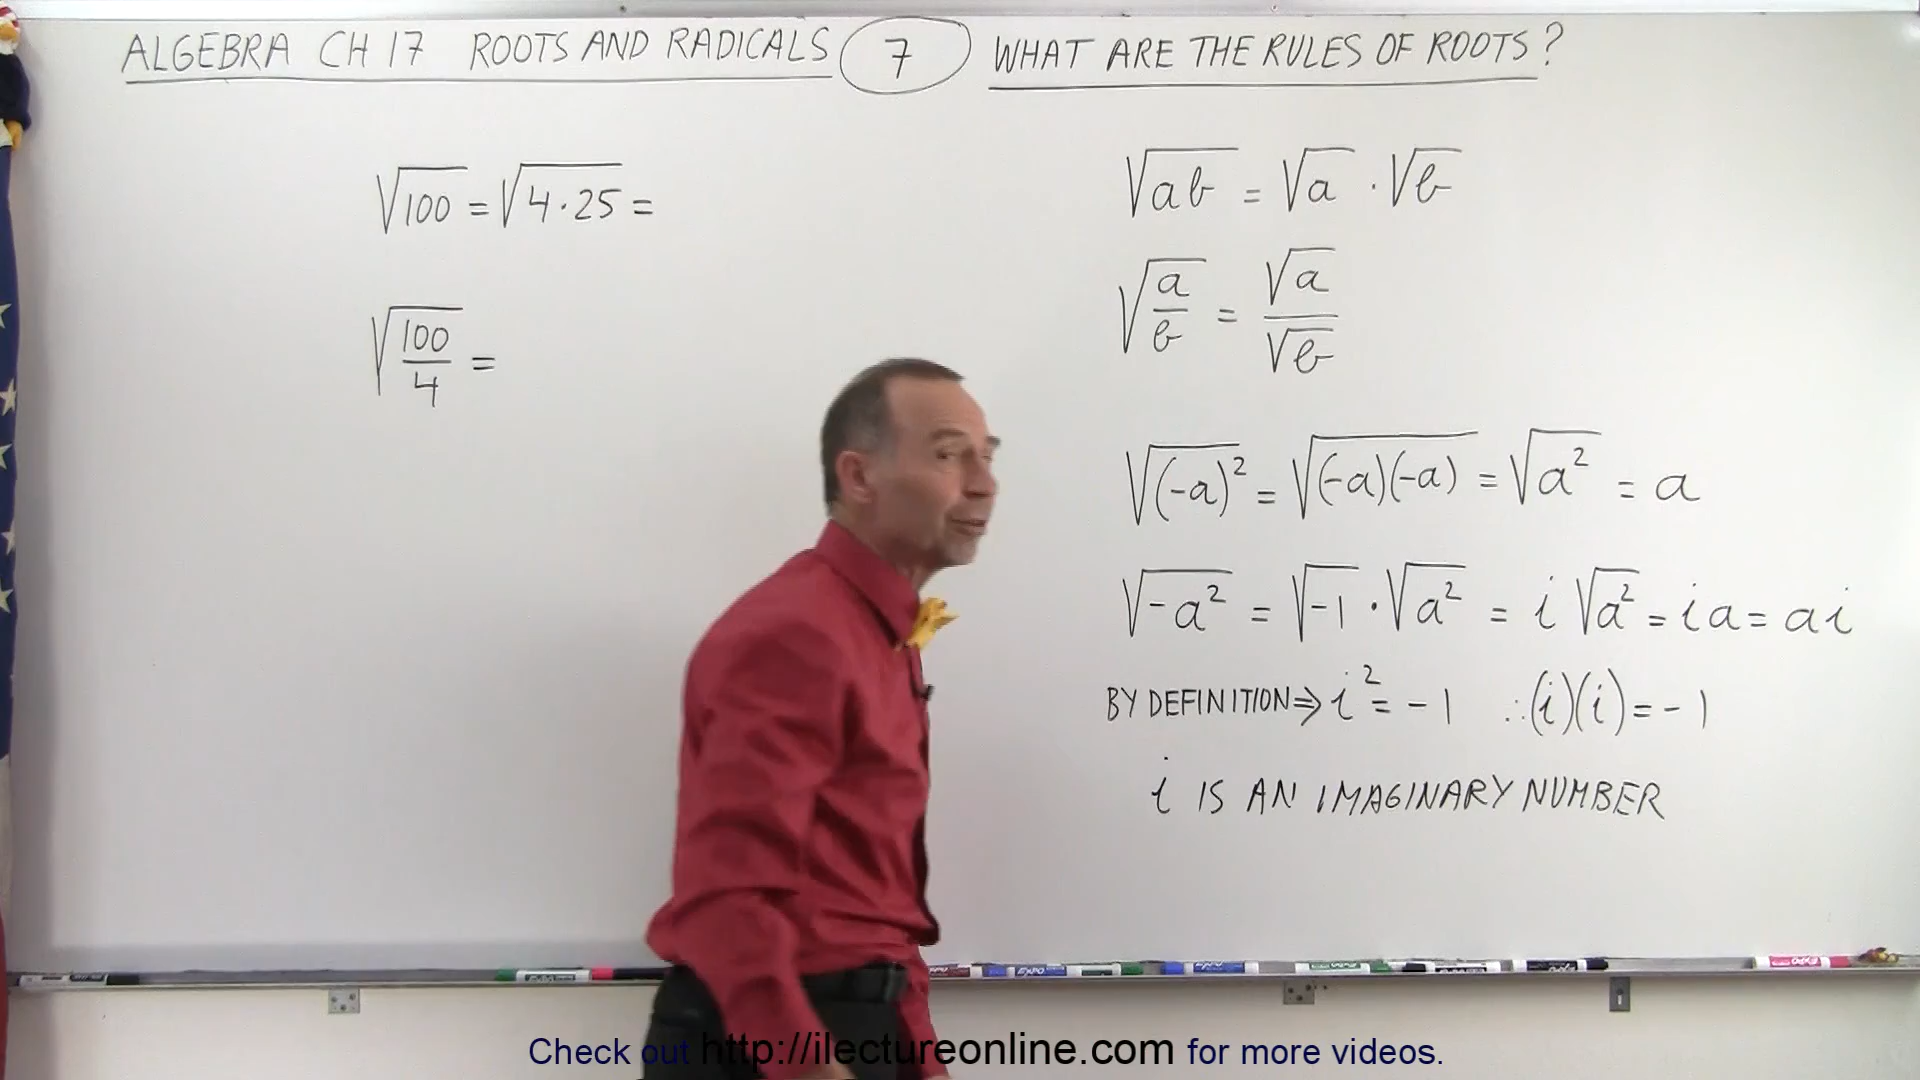 ALGEBRA CH 17 ROOTS AND RADICALS 7 WHAT ARE THE RULES OF ROOTS?
√100 = √4·25 =
√(100/4) =
√ab = √a · √b
√(a/b) = √a/√b
√(-a)² = √(-a)(-a) = √a² = a
√-a² = √-1 · √a² = i √a² = i a = a i
BY DEFINITION ⇒ i² = -1 ∴ (i)(i) = -1
i IS AN IMAGINARY NUMBER
Check out http://ilectureonline.com for more videos.